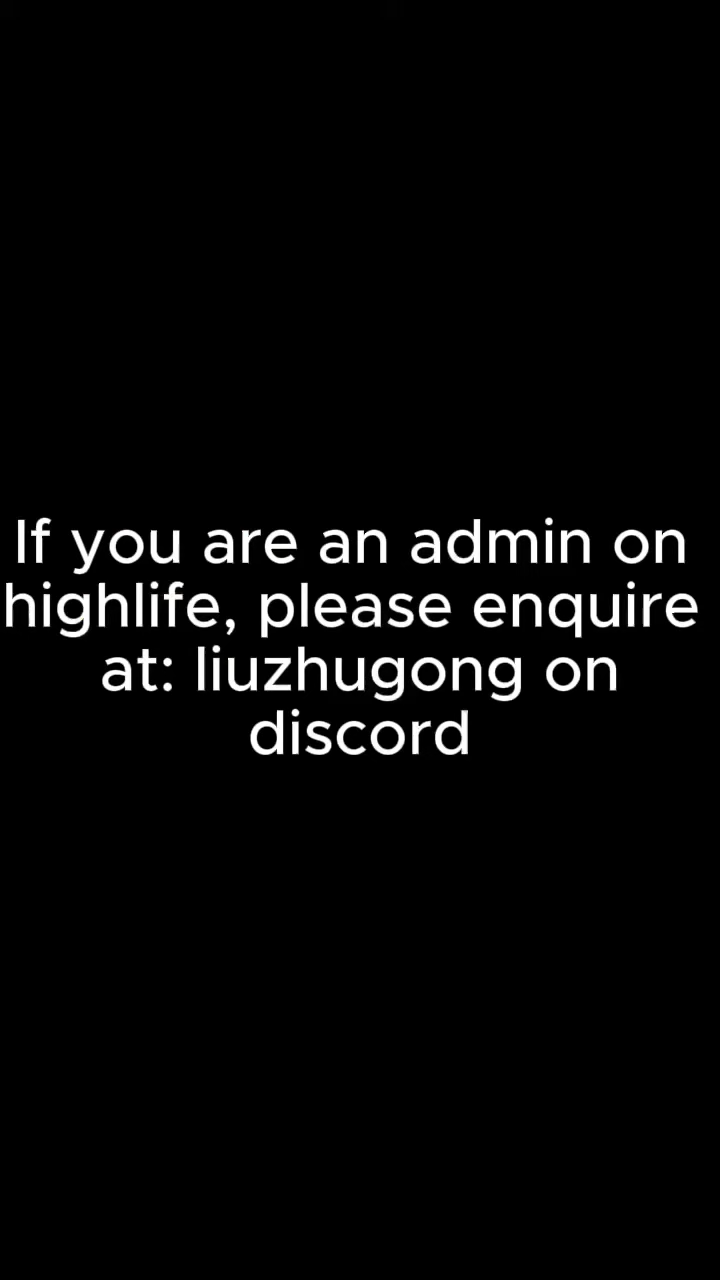 If you are an admin on
highlife, please enquire
at: liuzhugong on
discord